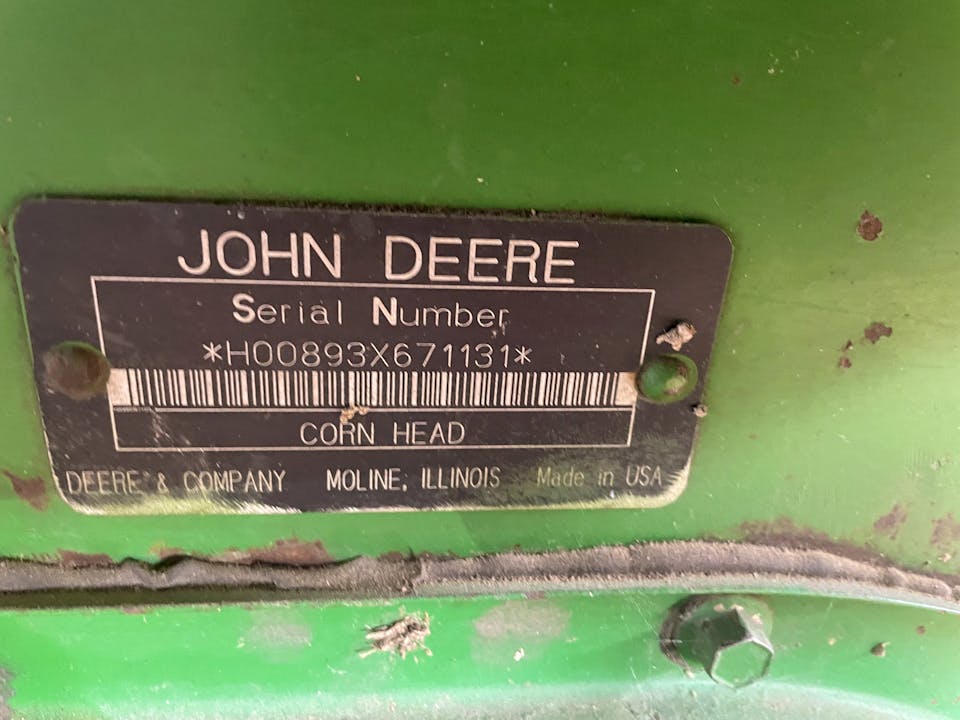 JOHN DEERE
Serial Number
*H00893X671131*
CORN HEAD
DEERE & COMPANY MOLINE, ILLINOIS Made in USA